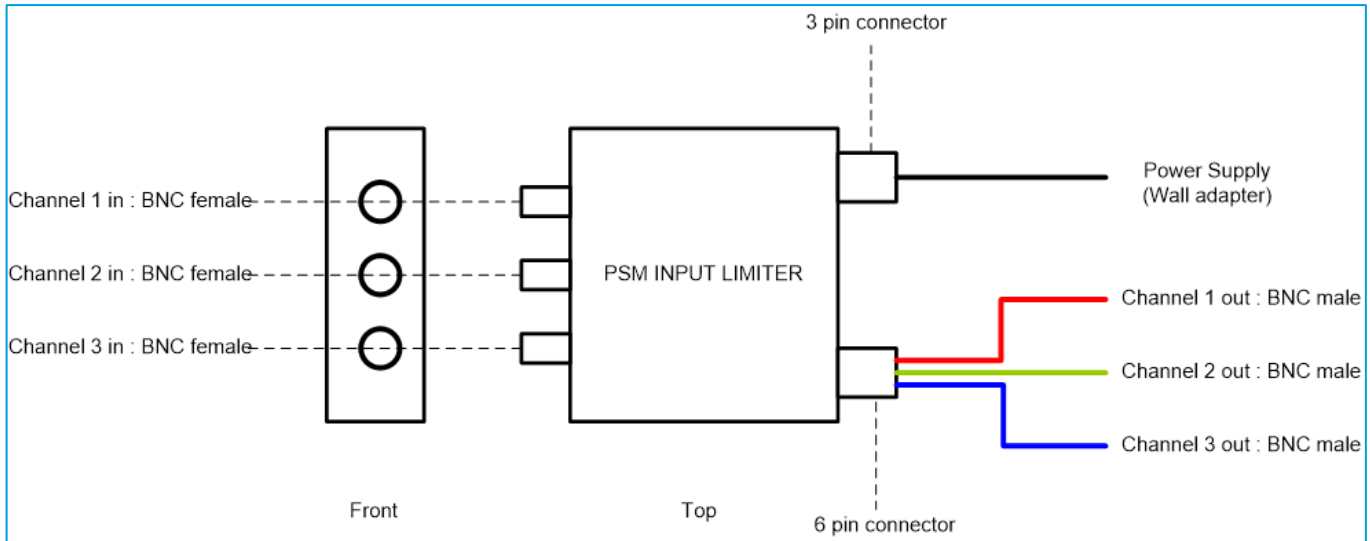 3 pin connector
Channel 1 in : BNC female
Channel 2 in : BNC female
Channel 3 in : BNC female
PSM INPUT LIMITER
Power Supply
(Wall adapter)
Channel 1 out : BNC male
Channel 2 out : BNC male
Channel 3 out : BNC male
Front
Top
6 pin connector